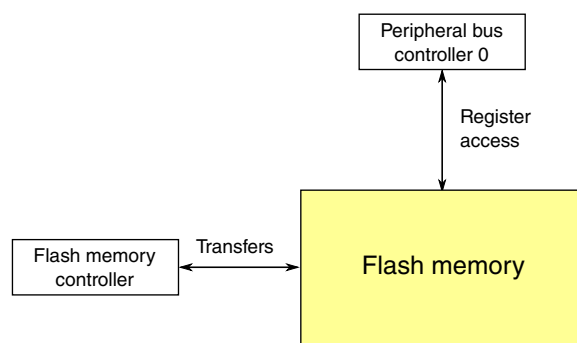 Peripheral bus
controller 0
Register
access
Transfers
Flash memory
controller
Flash memory